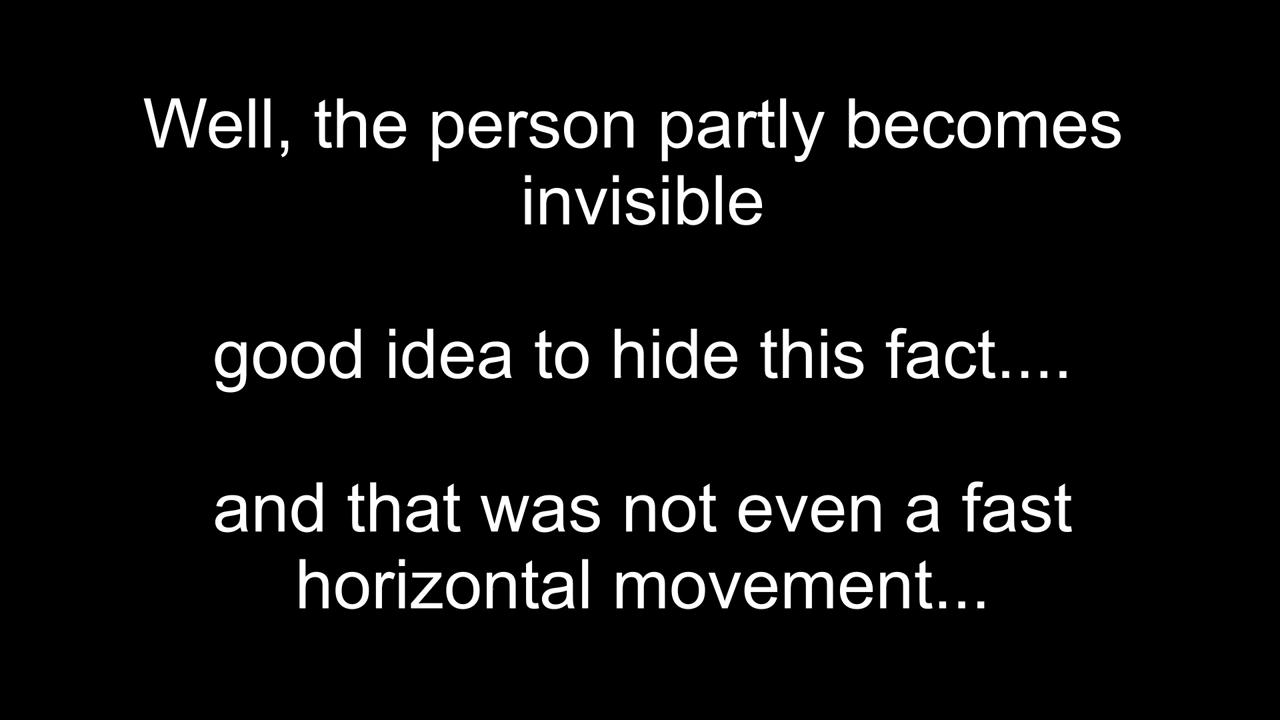 Well, the person partly becomes
invisible
good idea to hide this fact....
and that was not even a fast
horizontal movement...